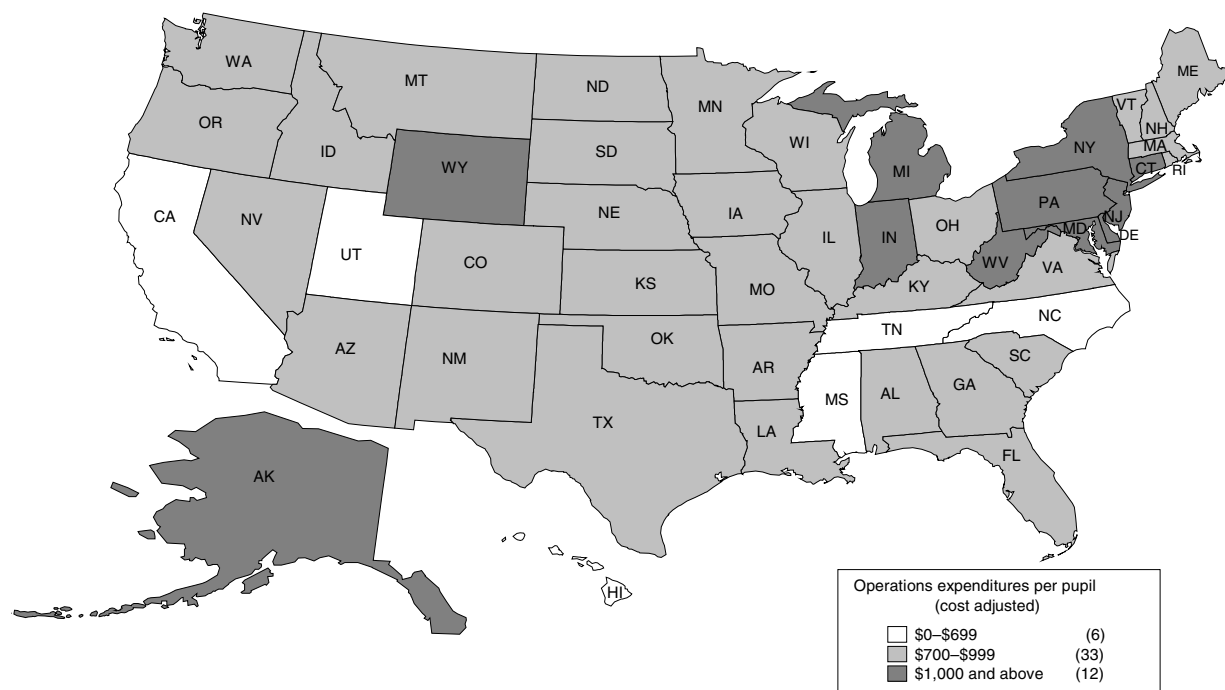 WA
MT
ND
MN
ME
VT
NH
OR
ID
SD
WI
NY
MA
CT
RI
WY
MI
PA
NJ
NE
IA
OH
MD
DE
CA
NV
UT
CO
IL
IN
WV
VA
KS
MO
KY
NC
TN
AZ
NM
OK
AR
SC
MS
AL
GA
TX
LA
FL
AK
HI
Operations expenditures per pupil
(cost adjusted)
$0–$699 (6)
$700–$999 (33)
$1,000 and above (12)